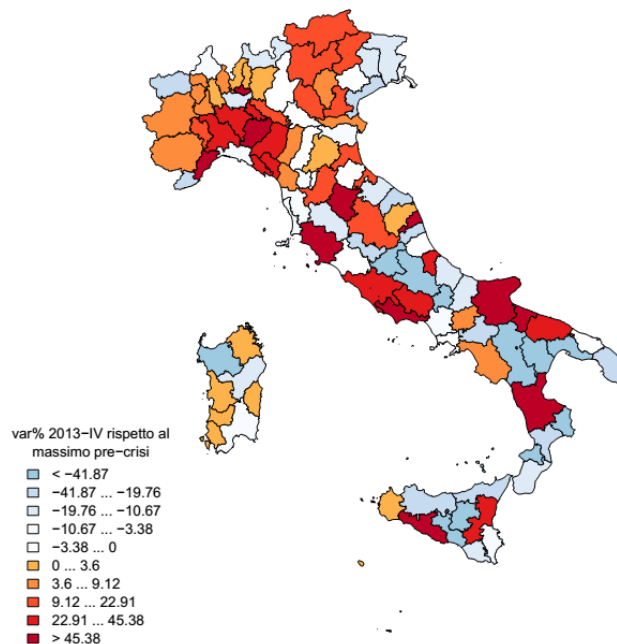 var% 2013−IV rispetto al
massimo pre−crisi
< −41.87
−41.87 ... −19.76
−19.76 ... −10.67
−10.67 ... −3.38
−3.38 ... 0
0 ... 3.6
3.6 ... 9.12
9.12 ... 22.91
22.91 ... 45.38
> 45.38